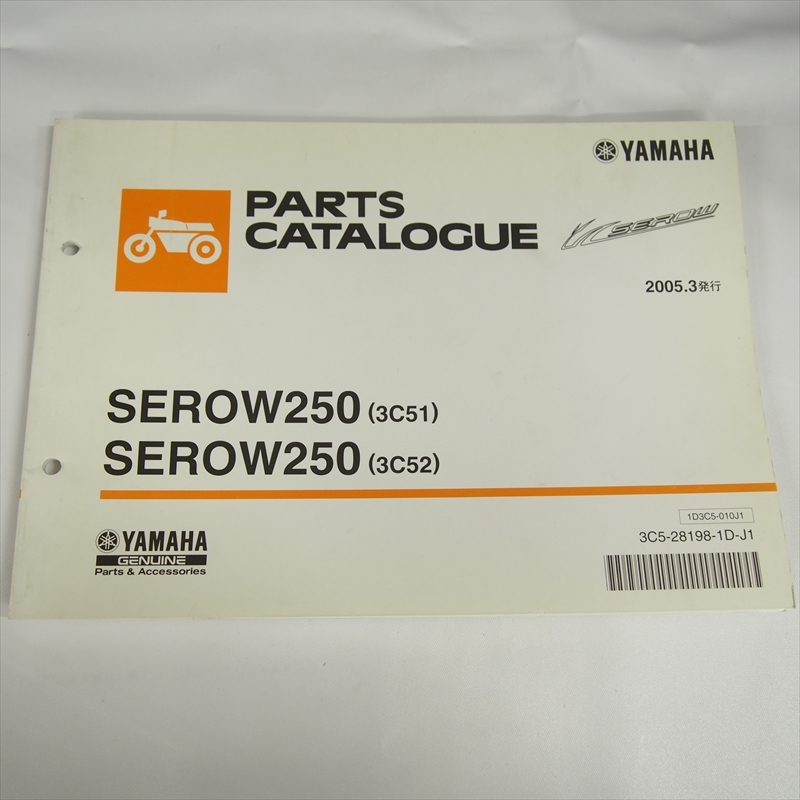 YAMAHA
PARTS
CATALOGUE
SEROW
2005.3発行
SEROW250 (3C51)
SEROW250 (3C52)
1D3C5-010J1
3C5-28198-1D-J1
YAMAHA
GENUINE
Parts & Accessories